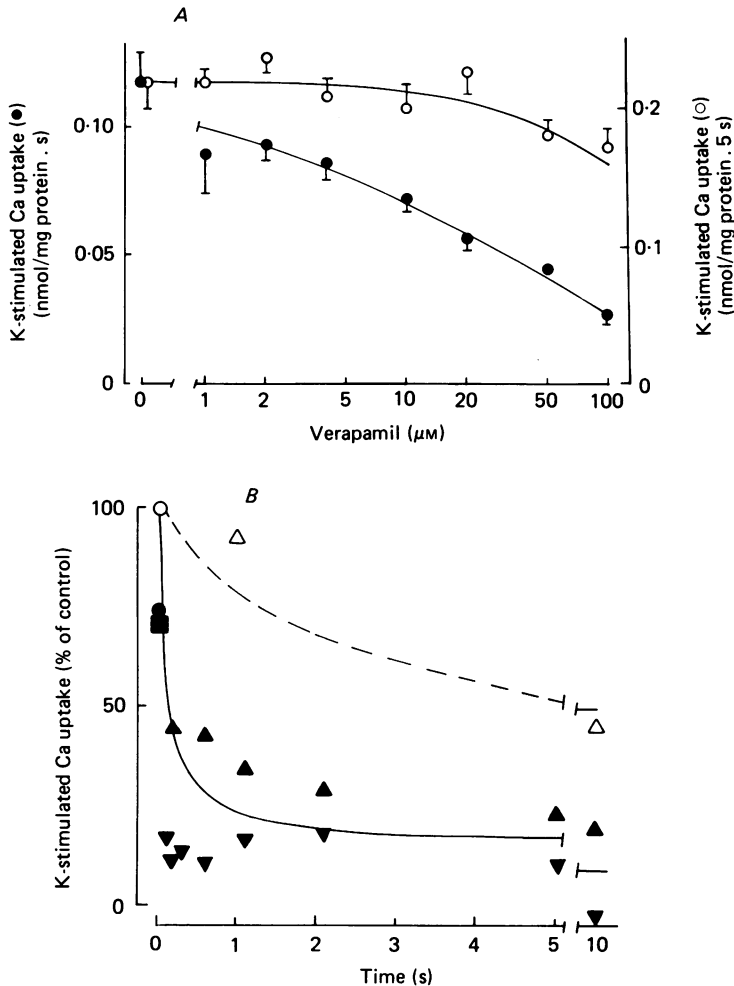 A
K-stimulated Ca uptake (●)
(nmol/mg protein . s)
0·10
0·05
0
0·2
0·1
0
K-stimulated Ca uptake (○)
(nmol/mg protein . 5 s)
0 1 2 5 10 20 50 100
Verapamil (μM)
B
K-stimulated Ca uptake (% of control)
100
50
0
0 1 2 3 4 5 10
Time (s)